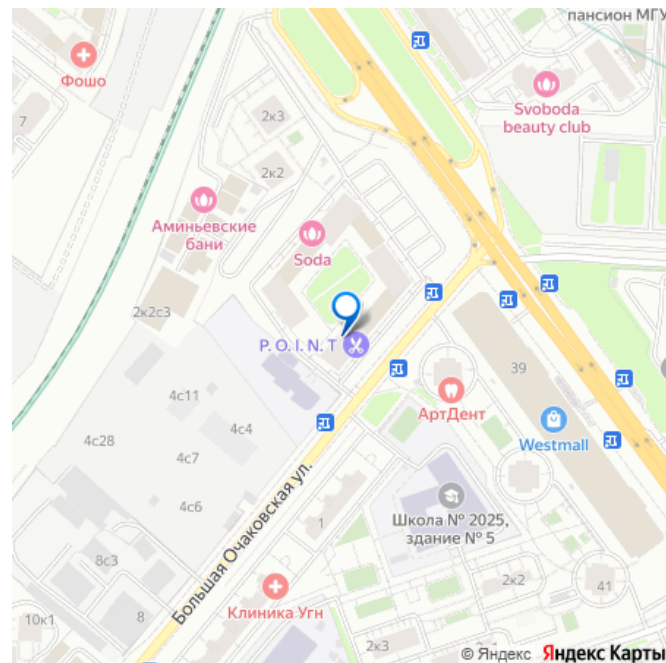 пансион МГУ
Фошо
Svoboda
beauty club
7
2к3
2к2
Аминьевские
бани
Soda
2к2с3
P. O. I. N. T
39
4с11
АртДент
4с28
4с4
Westmall
4с7
4с6
Большая Очаковская ул.
1
Школа № 2025,
здание № 5
8с3
2к2
41
10к1
8
Клиника Угн
2к3
2к1
© Яндекс Яндекс Карты